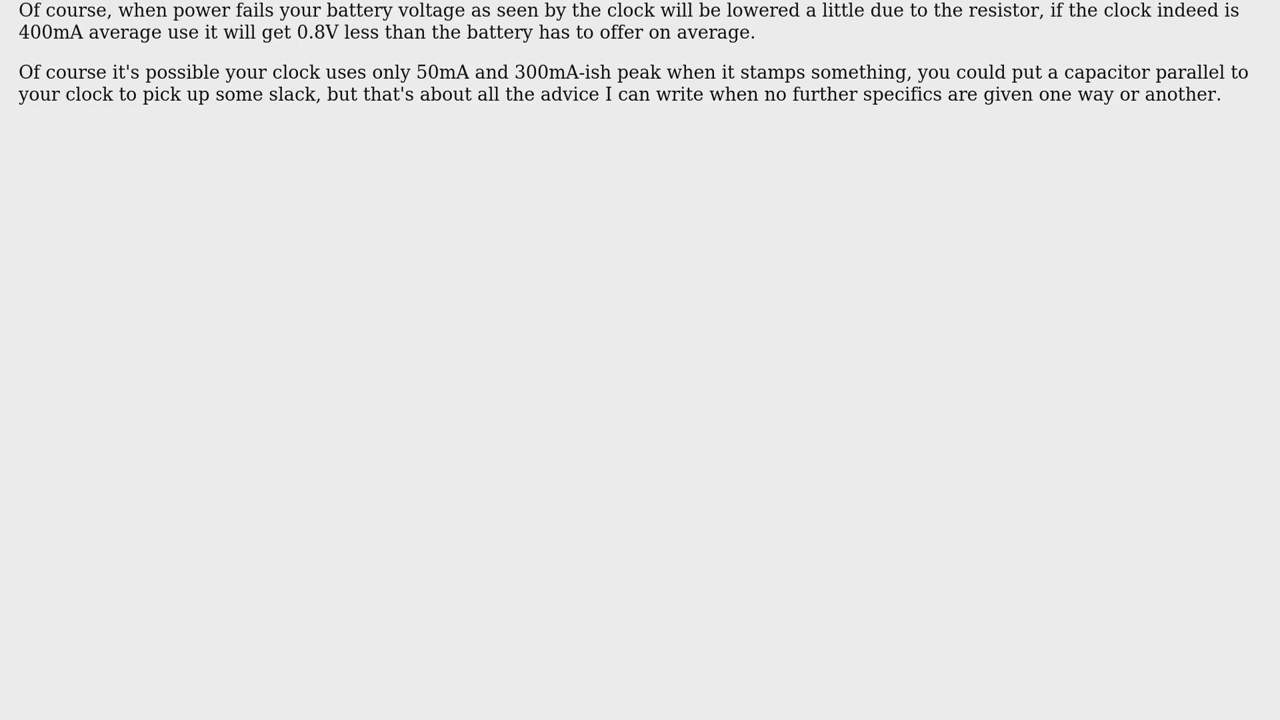 Of course, when power fails your battery voltage as seen by the clock will be lowered a little due to the resistor, if the clock indeed is
400mA average use it will get 0.8V less than the battery has to offer on average.
Of course it's possible your clock uses only 50mA and 300mA-ish peak when it stamps something, you could put a capacitor parallel to
your clock to pick up some slack, but that's about all the advice I can write when no further specifics are given one way or another.